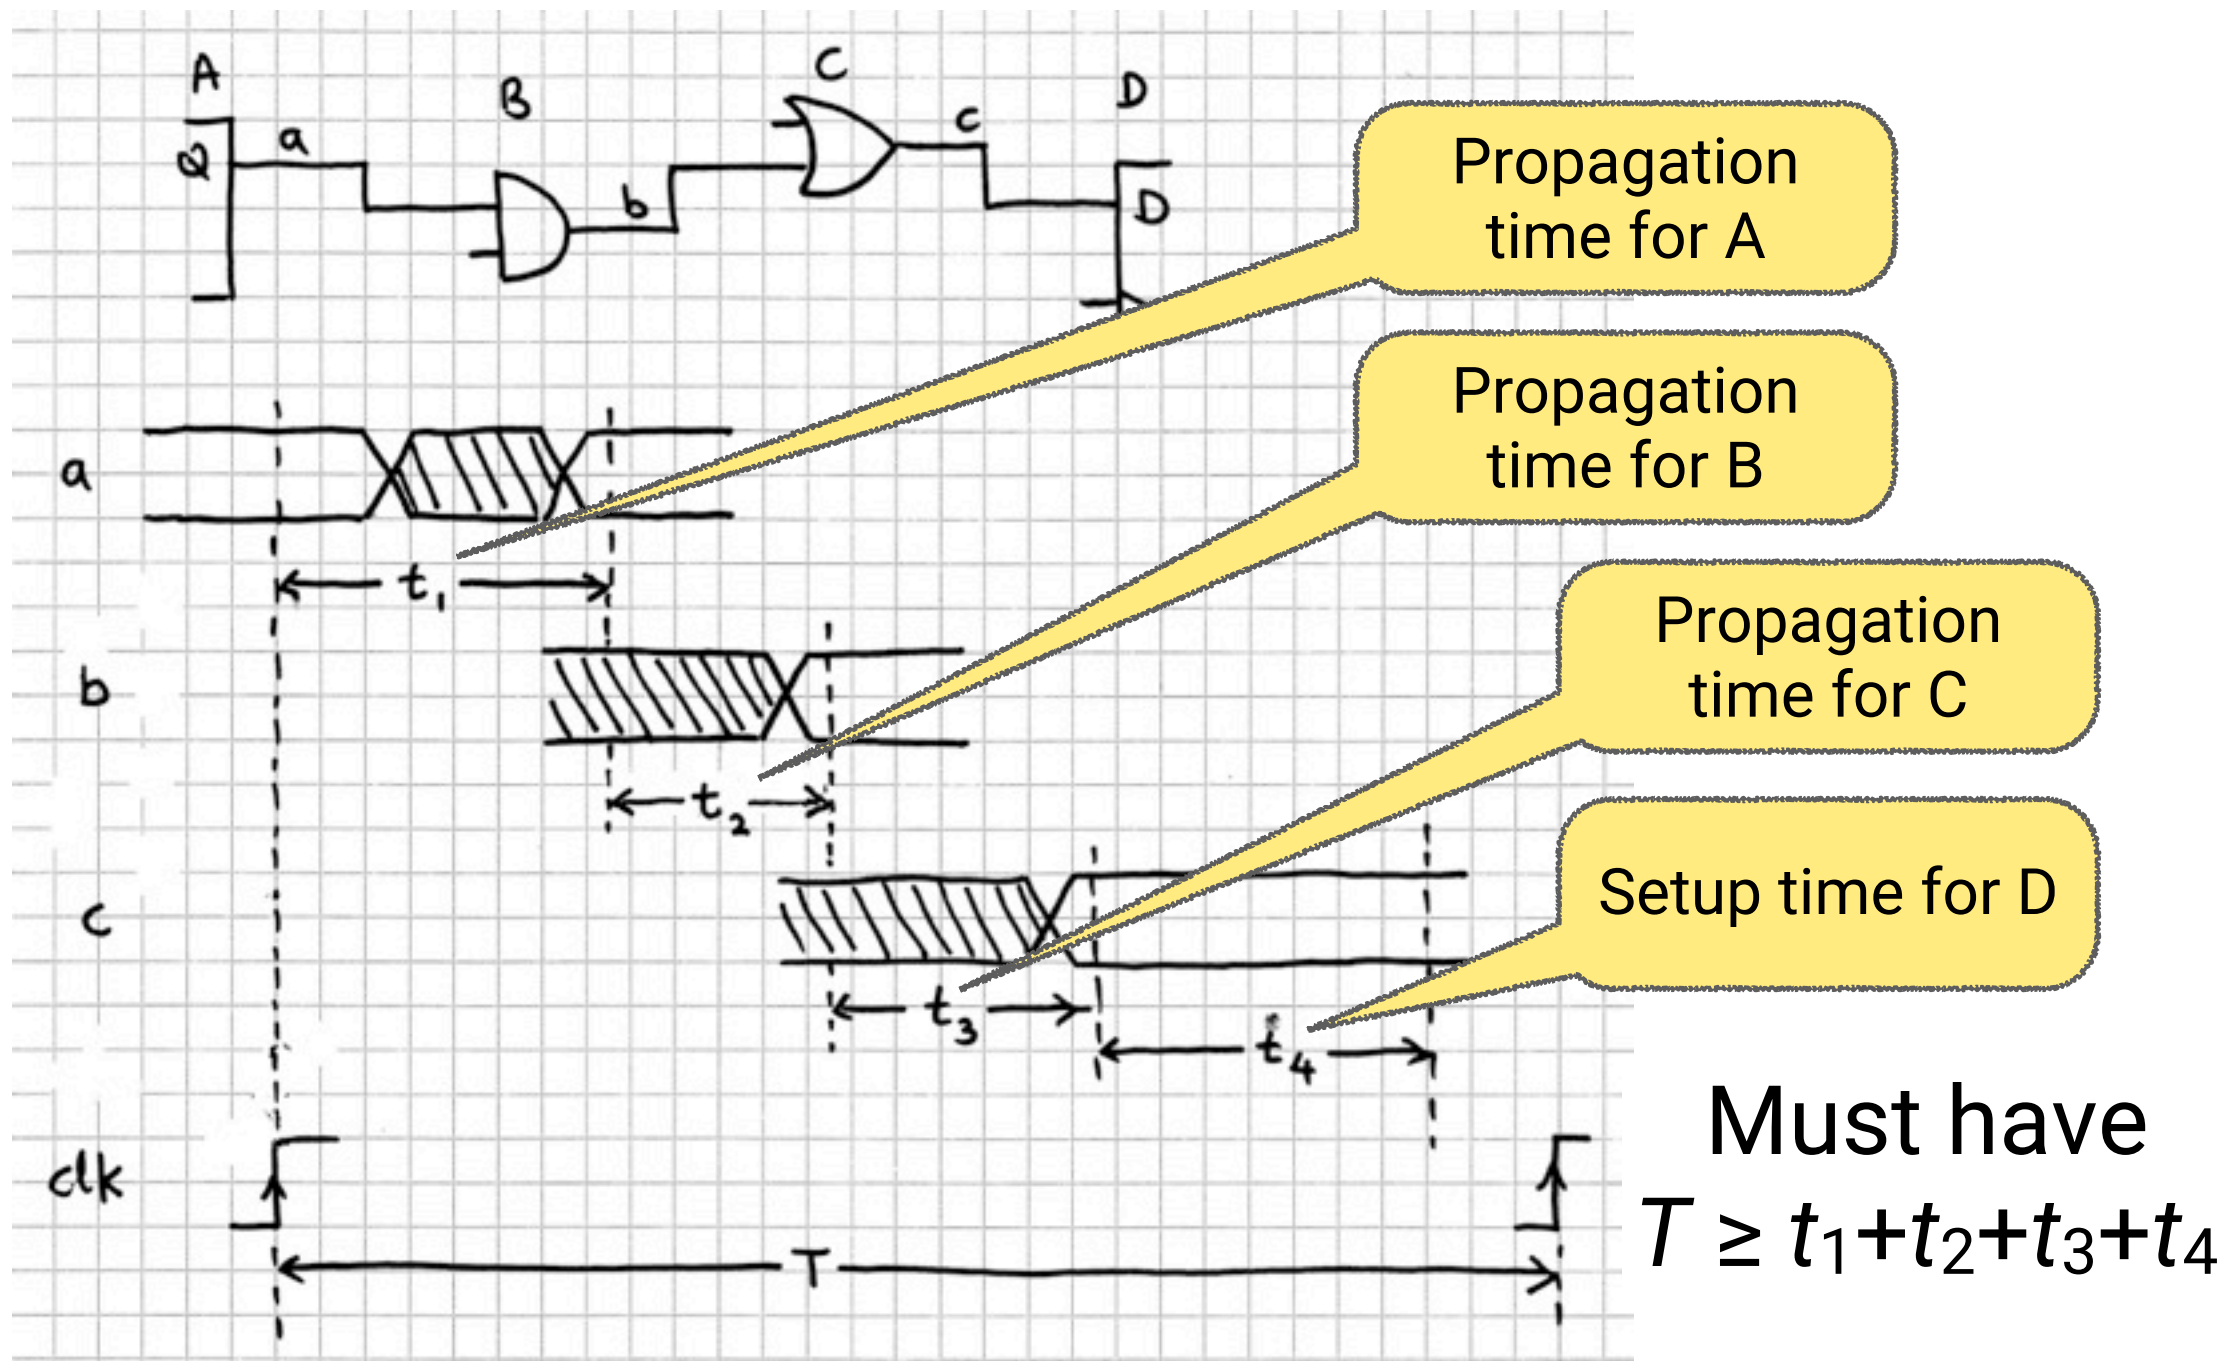 A
B
C
D
Q
a
b
c
D
Propagation
time for A
Propagation
time for B
a
t₁
Propagation
time for C
b
t₂
Setup time for D
c
t₃
t₄
Must have
T ≥ t₁+t₂+t₃+t₄
clk
T